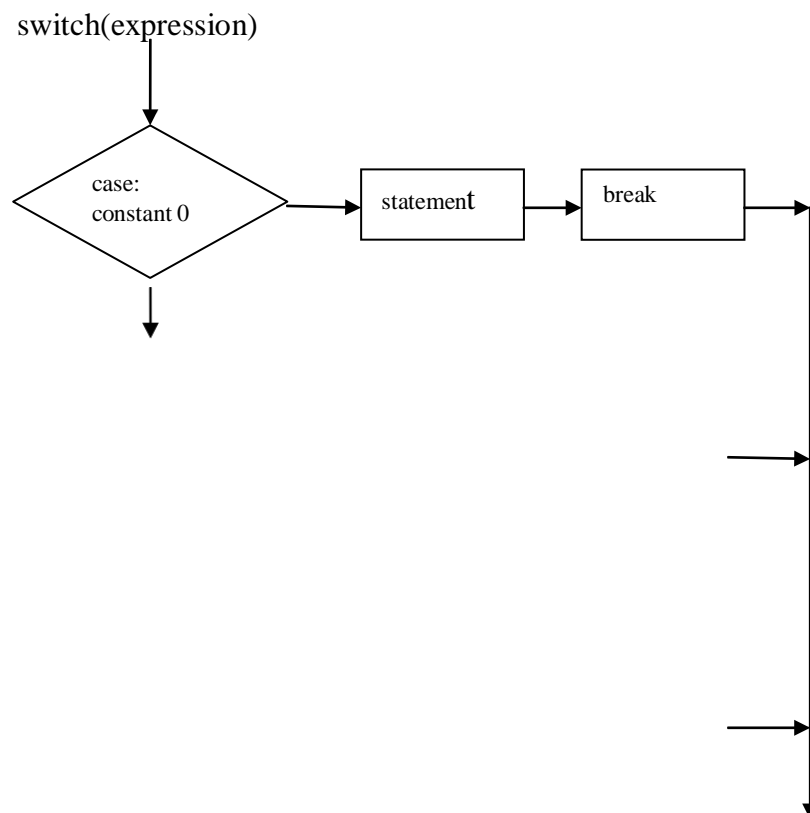 switch(expression)
case:
constant 0
statement
break